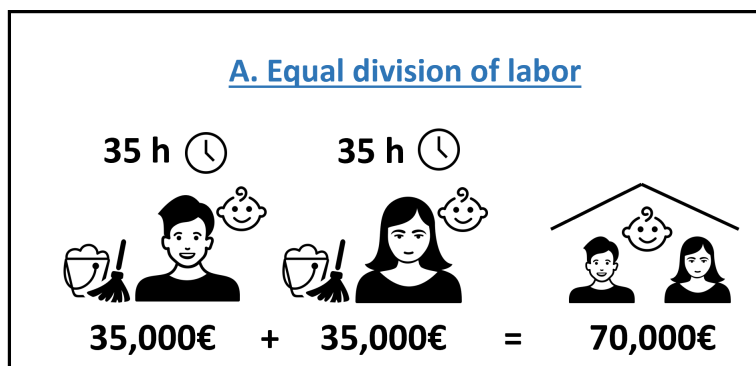 A. Equal division of labor
35 h 35 h
35,000€ + 35,000€ = 70,000€